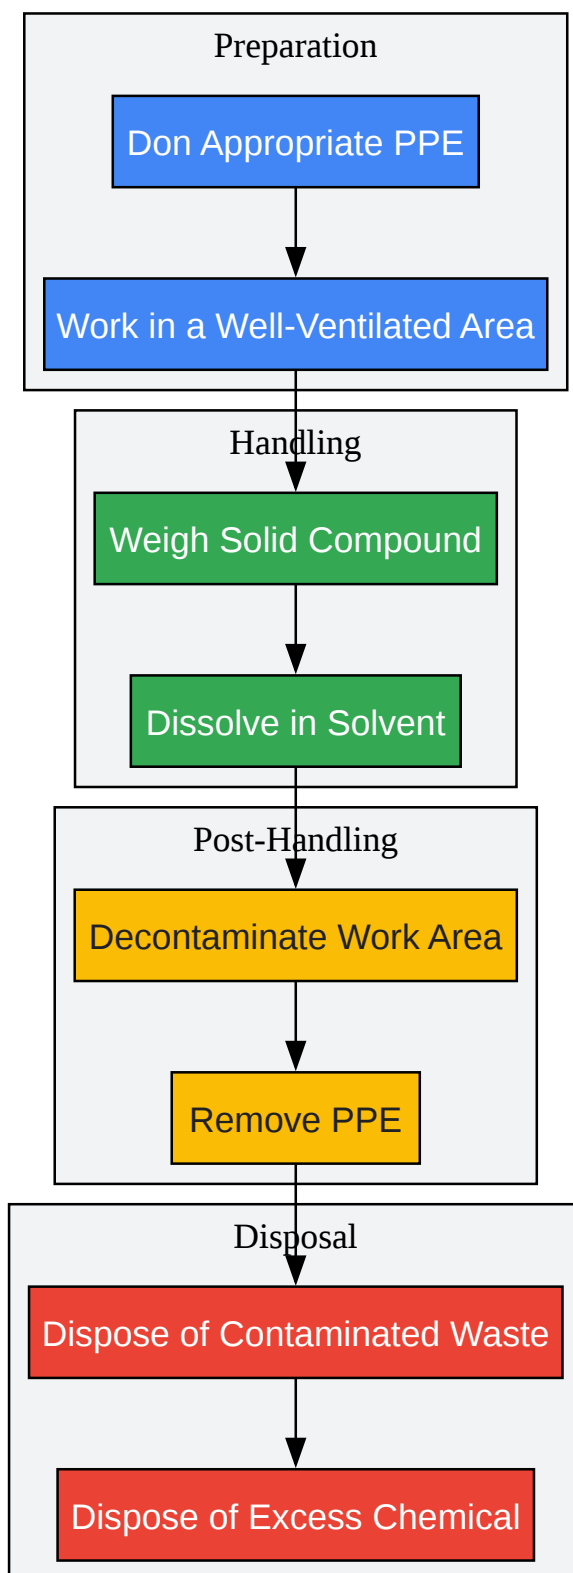 Preparation
Don Appropriate PPE
Work in a Well-Ventilated Area
Handling
Weigh Solid Compound
Dissolve in Solvent
Post-Handling
Decontaminate Work Area
Remove PPE
Disposal
Dispose of Contaminated Waste
Dispose of Excess Chemical